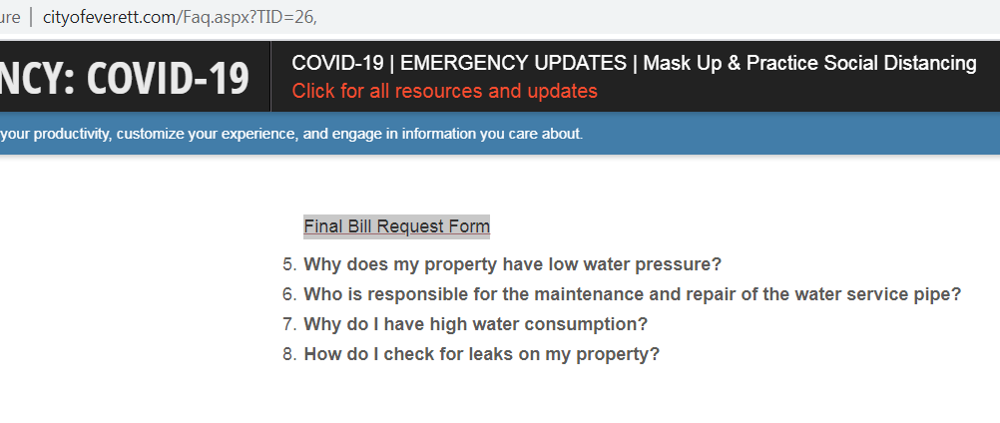 ure | cityofeverett.com/Faq.aspx?TID=26,
NCY: COVID-19
COVID-19 | EMERGENCY UPDATES | Mask Up & Practice Social Distancing
Click for all resources and updates
your productivity, customize your experience, and engage in information you care about.
Final Bill Request Form
5. Why does my property have low water pressure?
6. Who is responsible for the maintenance and repair of the water service pipe?
7. Why do I have high water consumption?
8. How do I check for leaks on my property?